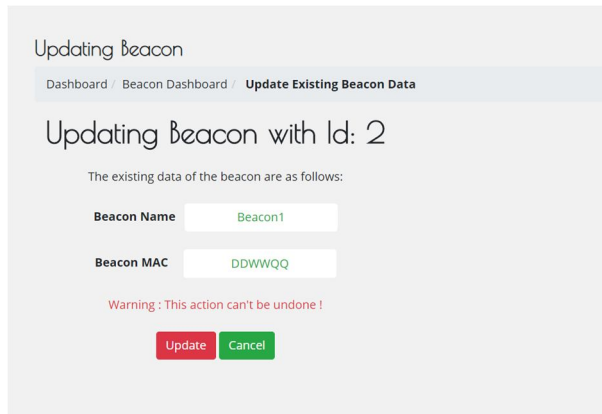 Updating Beacon
Dashboard / Beacon Dashboard / Update Existing Beacon Data
Updating Beacon with Id: 2
The existing data of the beacon are as follows:
Beacon Name Beacon1
Beacon MAC DDWWQQ
Warning : This action can't be undone !
Update Cancel